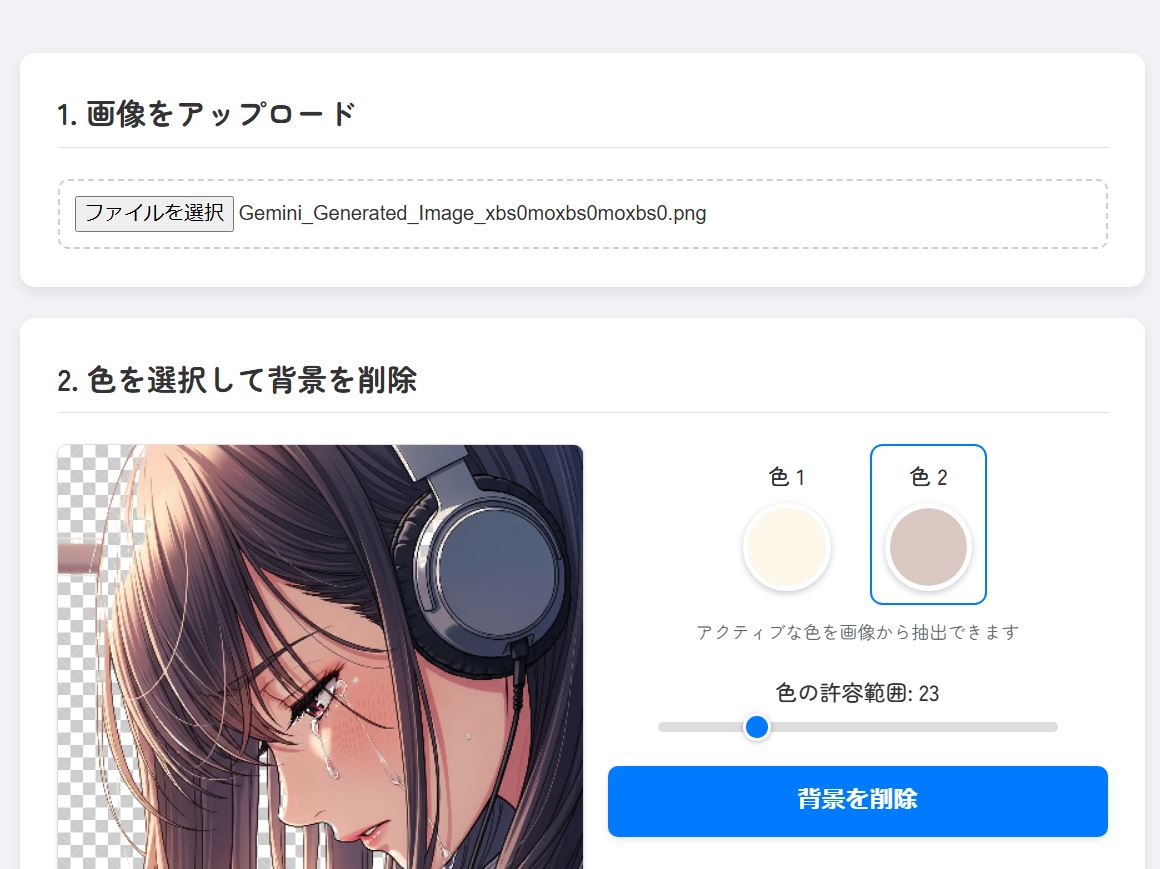 1. 画像をアップロード
ファイルを選択 Gemini_Generated_Image_xbs0moxbs0moxbs0.png
2. 色を選択して背景を削除
色 1
色 2
アクティブな色を画像から抽出できます
色の許容範囲: 23
背景を削除